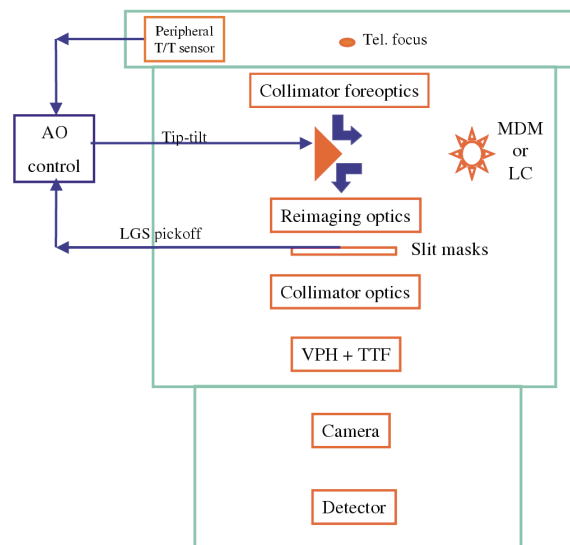 Peripheral
T/T sensor
Tel. focus
Collimator foreoptics
AO
control
Tip-tilt
MDM
or
LC
Reimaging optics
LGS pickoff
Slit masks
Collimator optics
VPH + TTF
Camera
Detector